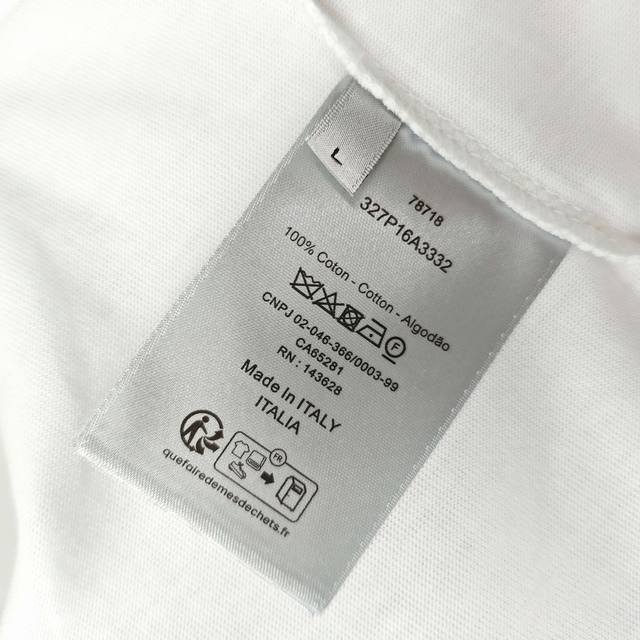 L
78718
327P16A3332
100% Coton - Cotton - Algodão
CNPJ 02-046-366/0003-99
CA65281
RN : 143628
Made in ITALY
ITALIA
FR
quefairedemesdechets.fr